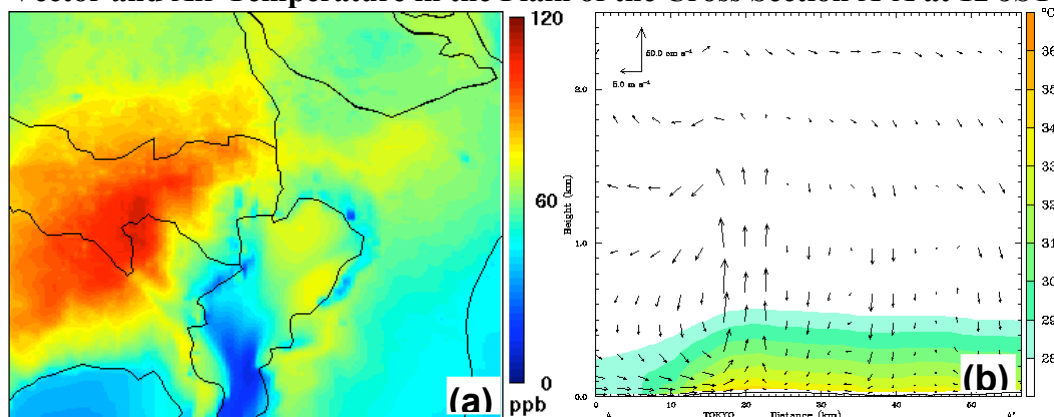 Vector and Air Temperature in the Plain of the Cross Section A-A at 12 JST
120
60
0
ppb
(a)
°C
50.0 cm s⁻¹
5.0 m s⁻¹
2.0
1.0
0.0
Height (km)
36
35
34
33
32
31
30
29
28
0
10
20
30
40
50
60
A
TOKYO
Distance (km)
A'
(b)